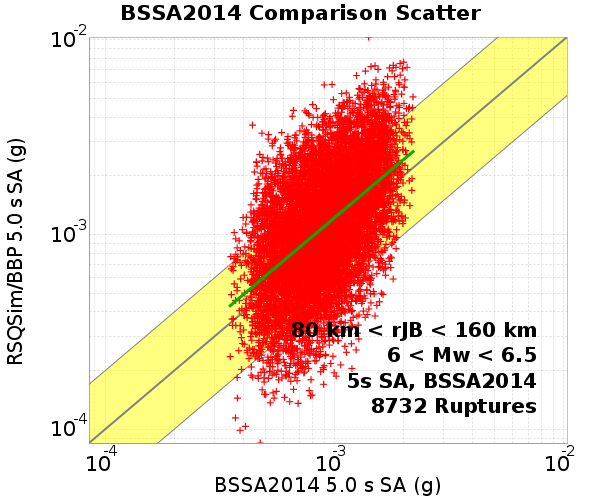 BSSA2014 Comparison Scatter
10-2
10-3
10-4
RSQSim/BBP 5.0 s SA (g)
80 km < rJB < 160 km
6 < Mw < 6.5
5s SA, BSSA2014
8732 Ruptures
10-4
10-3
10-2
BSSA2014 5.0 s SA (g)